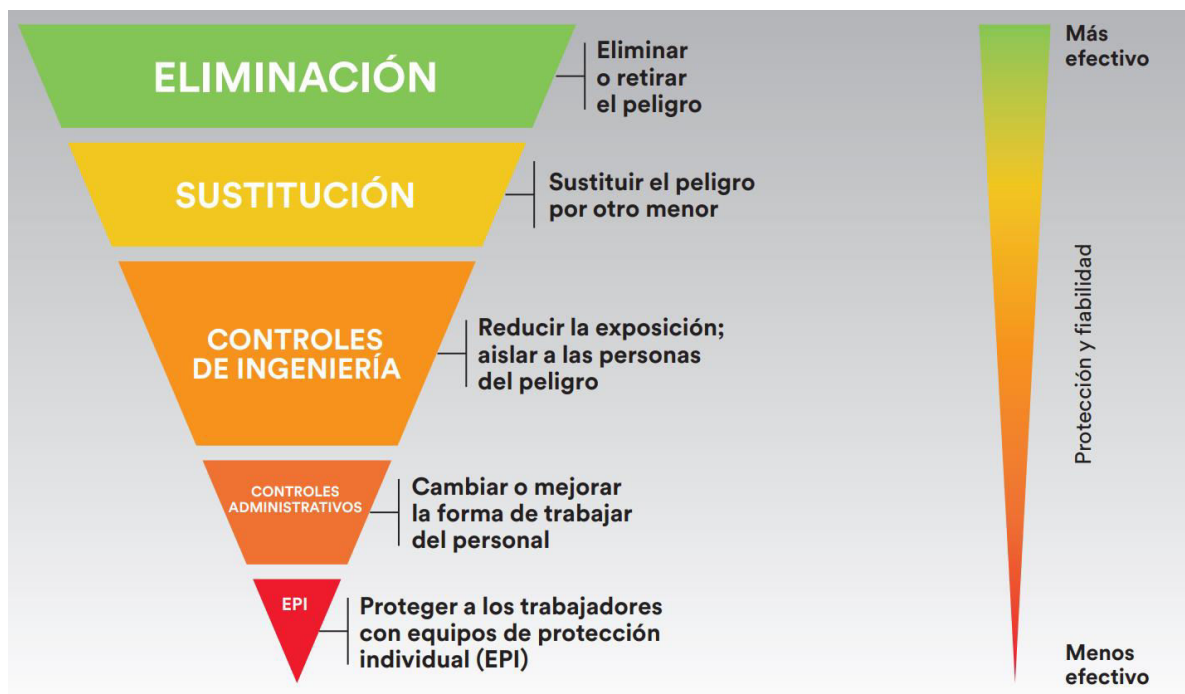 ELIMINACIÓN
Eliminar
o retirar
el peligro
SUSTITUCIÓN
Sustituir el peligro
por otro menor
CONTROLES
DE INGENIERÍA
Reducir la exposición;
aislar a las personas
del peligro
CONTROLES
ADMINISTRATIVOS
Cambiar o mejorar
la forma de trabajar
del personal
EPI
Proteger a los trabajadores
con equipos de protección
individual (EPI)
Más
efectivo
Protección y fiabilidad
Menos
efectivo